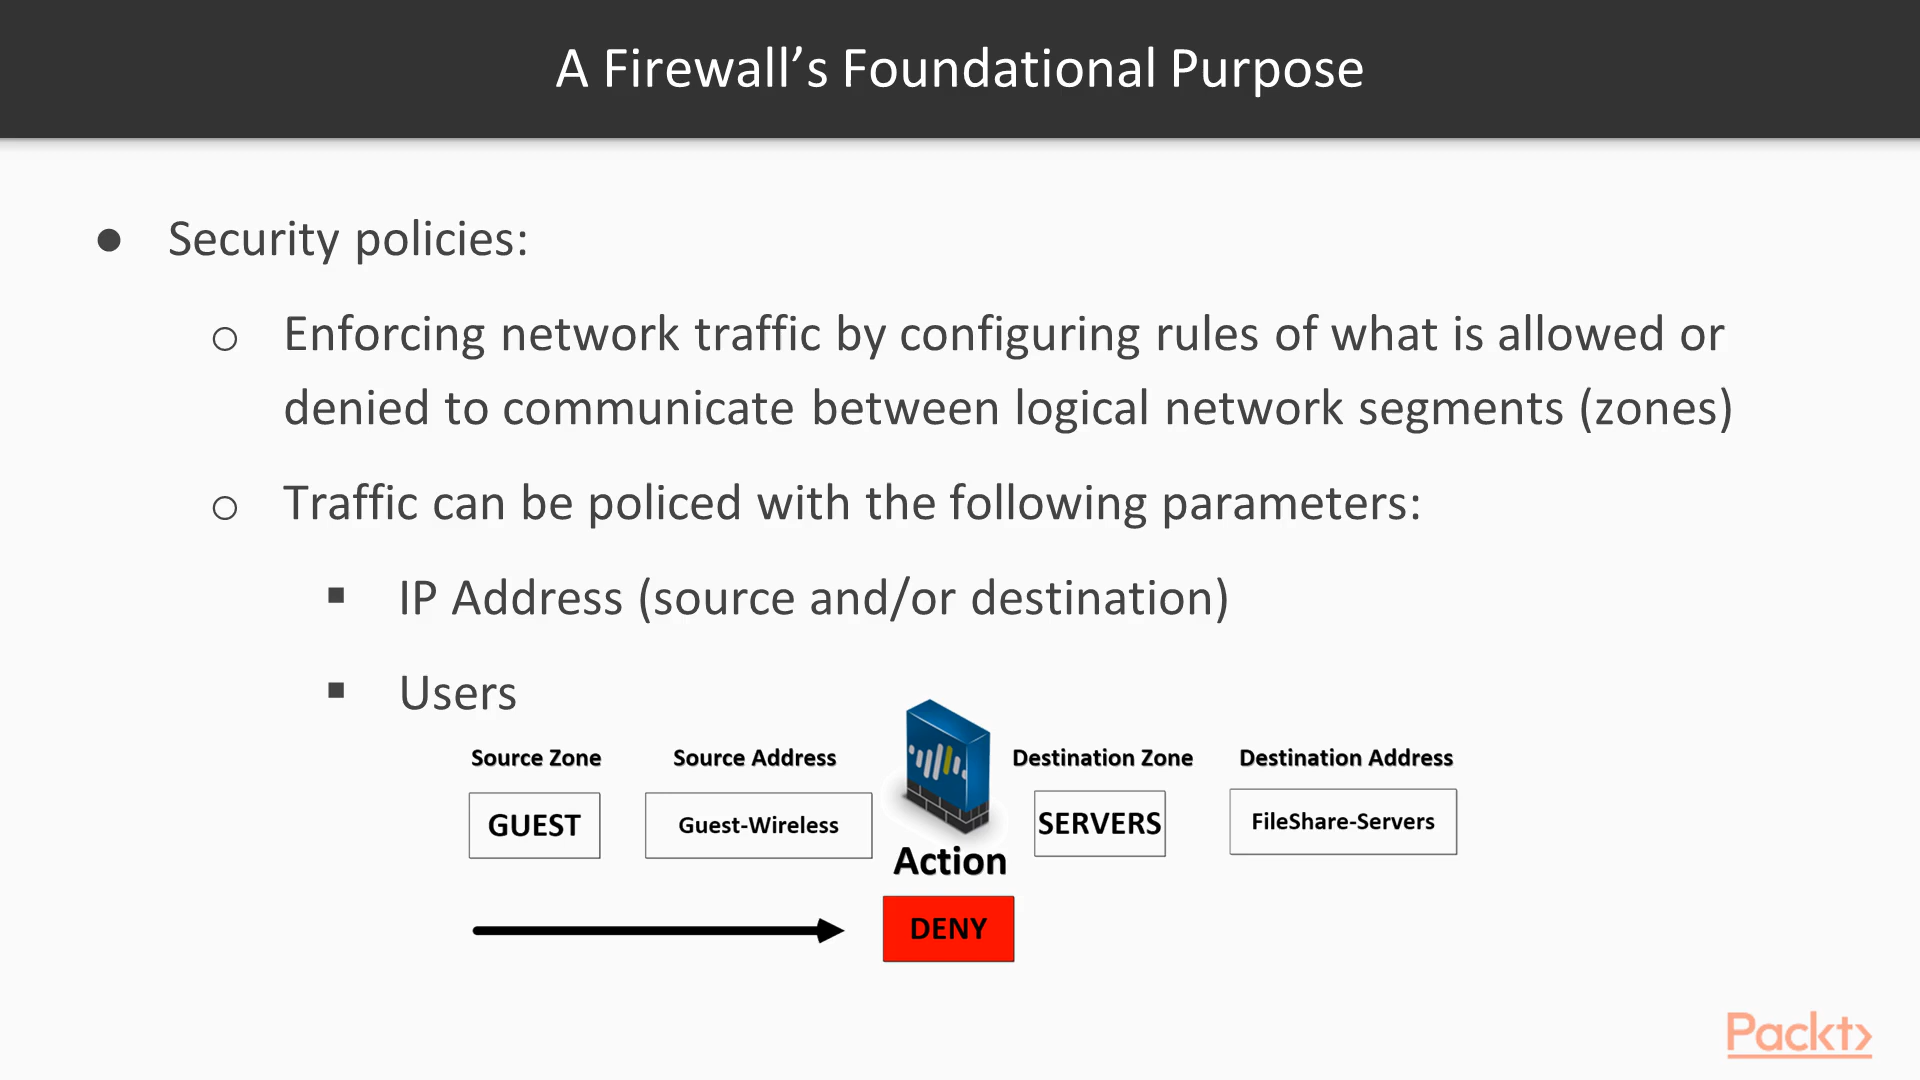 A Firewall’s Foundational Purpose
● Security policies:
○ Enforcing network traffic by configuring rules of what is allowed or
denied to communicate between logical network segments (zones)
○ Traffic can be policed with the following parameters:
▪ IP Address (source and/or destination)
▪ Users
Source Zone Source Address Destination Zone Destination Address
GUEST Guest-Wireless SERVERS FileShare-Servers
Action
DENY
Packt>